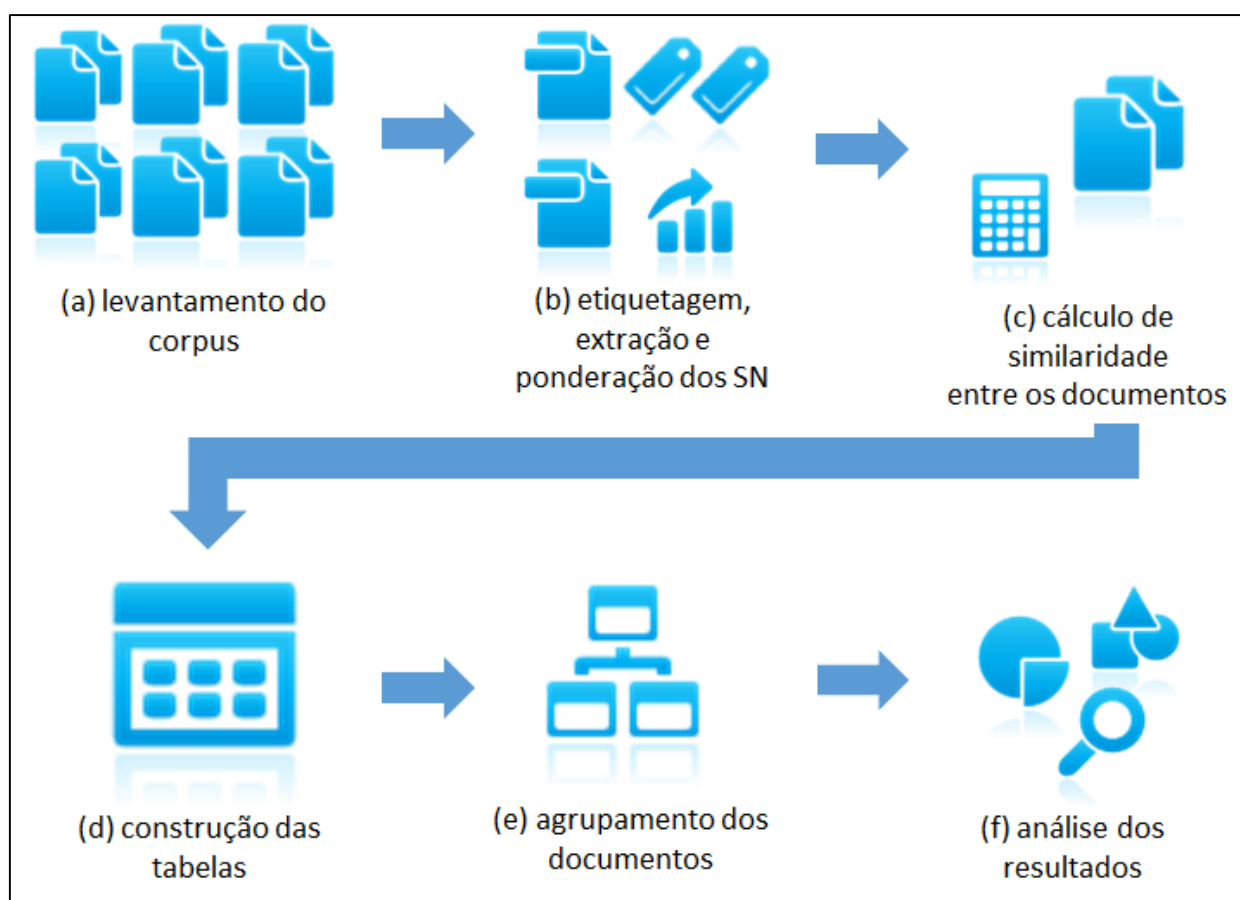 (a) levantamento do
corpus
(b) etiquetagem,
extração e
ponderação dos SN
(c) cálculo de
similaridade
entre os documentos
(d) construção das
tabelas
(e) agrupamento dos
documentos
(f) análise dos
resultados